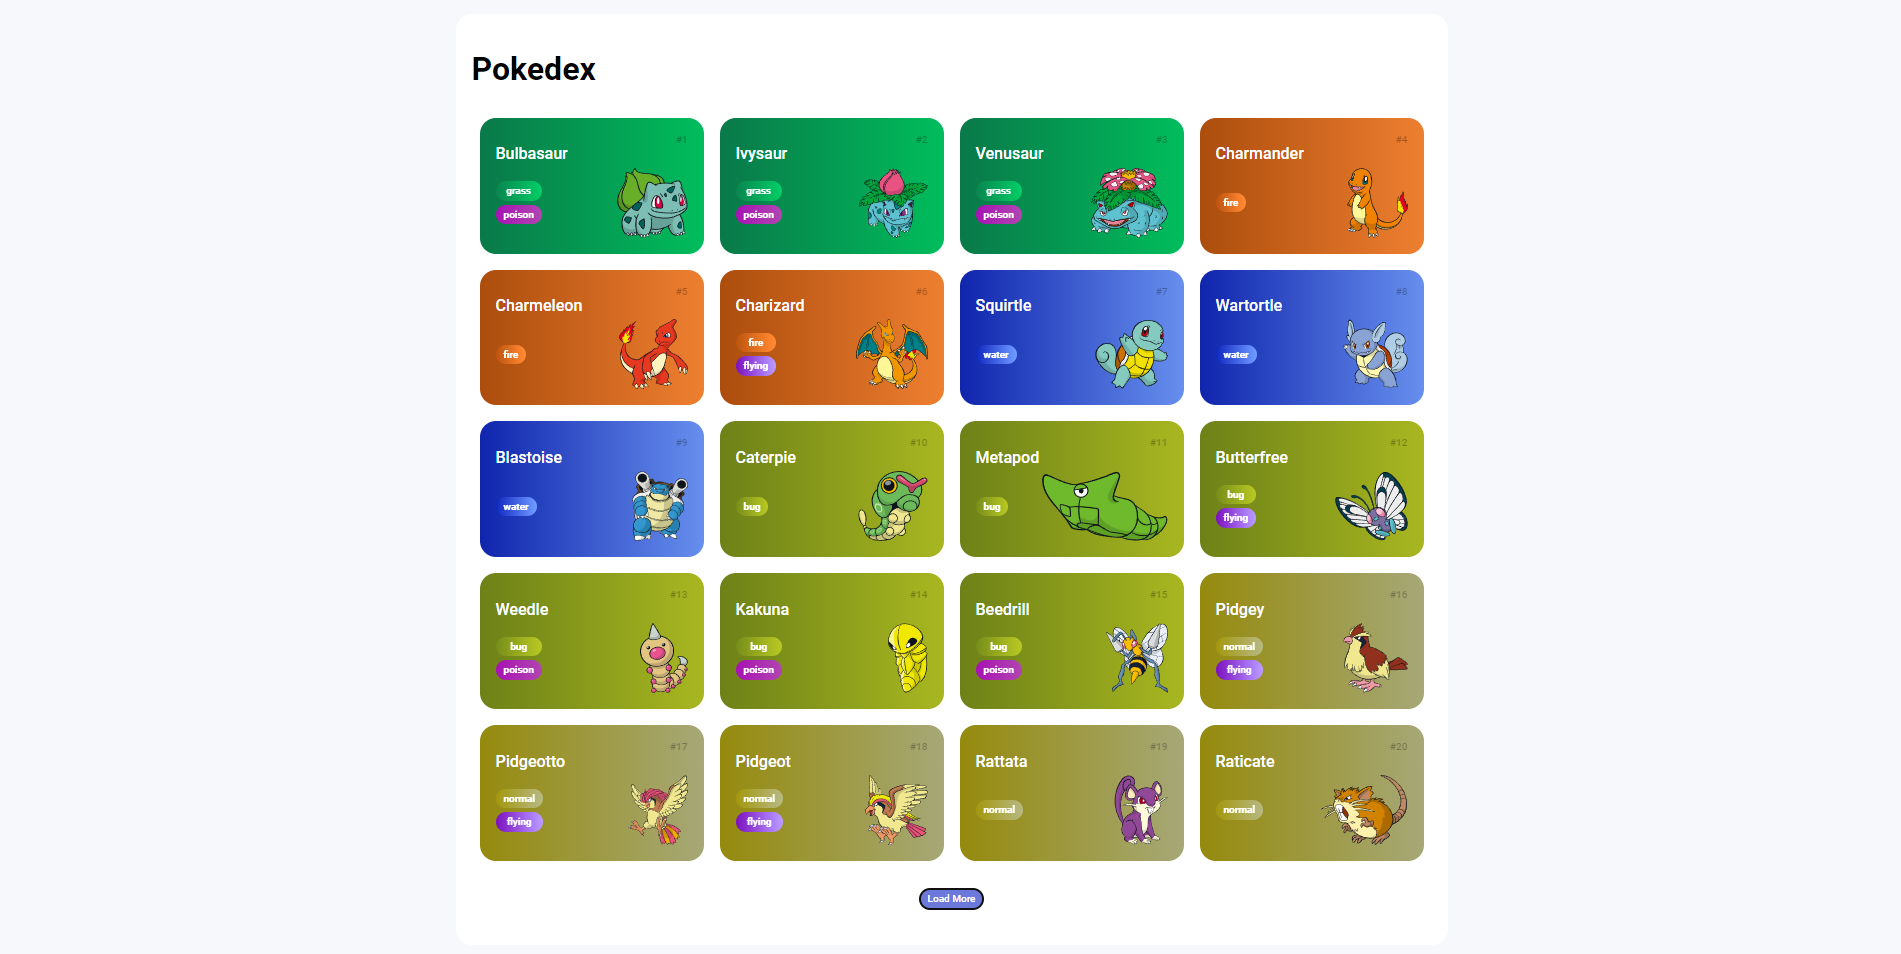 Pokedex
#1
Bulbasaur
grass
poison
#2
Ivysaur
grass
poison
#3
Venusaur
grass
poison
#4
Charmander
fire
#5
Charmeleon
fire
#6
Charizard
fire
flying
#7
Squirtle
water
#8
Wartortle
water
#9
Blastoise
water
#10
Caterpie
bug
#11
Metapod
bug
#12
Butterfree
bug
flying
#13
Weedle
bug
poison
#14
Kakuna
bug
poison
#15
Beedrill
bug
poison
#16
Pidgey
normal
flying
#17
Pidgeotto
normal
flying
#18
Pidgeot
normal
flying
#19
Rattata
normal
#20
Raticate
normal
Load More